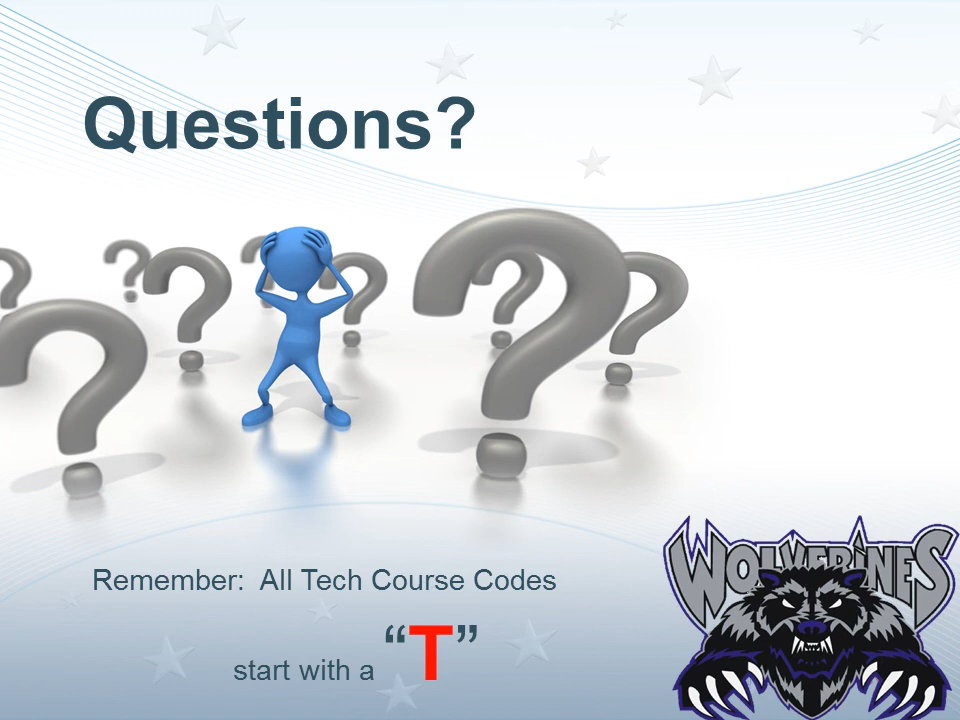 Questions?
WOLVERINES
Remember:  All Tech Course Codes
start with a “T”